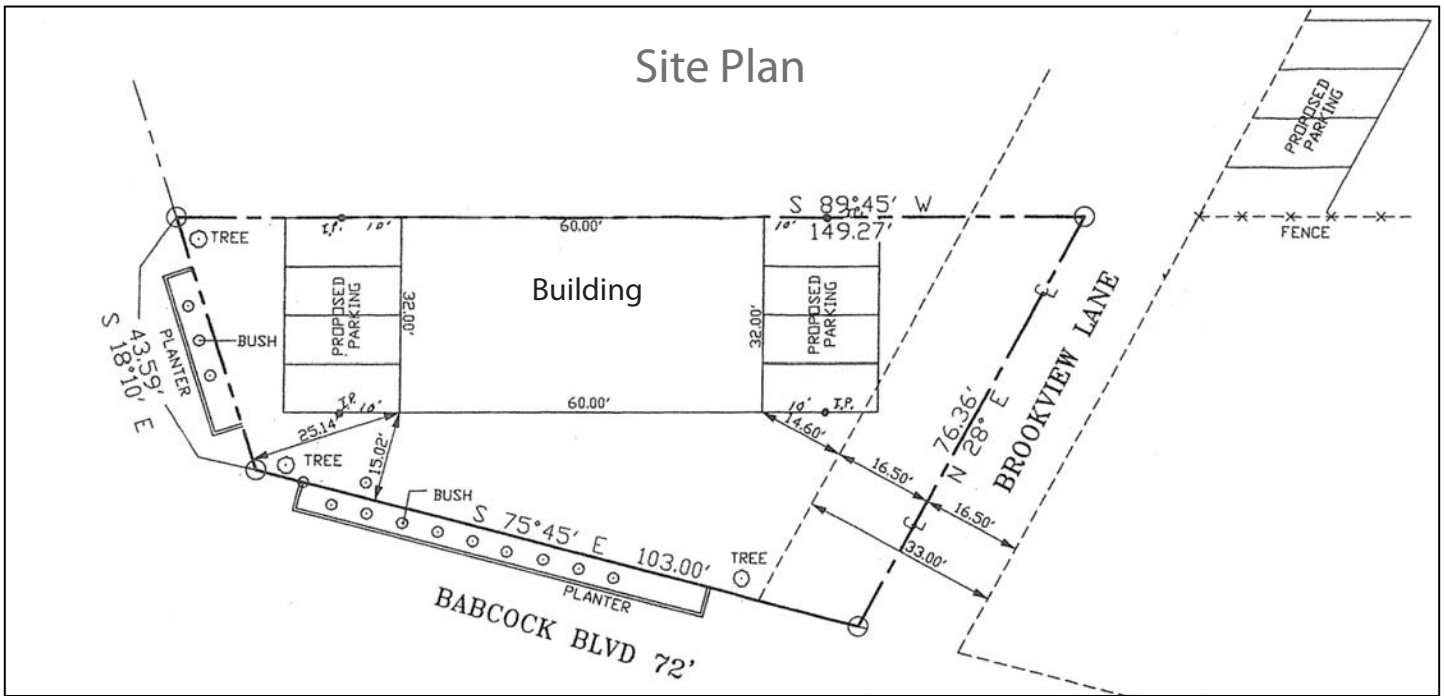 Site Plan
PROPOSED
PARKING
S 89°45' W
149.27'
I.P. 10'
60.00'
10' I.P.
FENCE
TREE
PROPOSED
PARKING
32.00'
Building
32.00'
PROPOSED
PARKING
BUSH
PLANTER
43.59'
S 18°10' E
I.P. 10'
60.00'
10' I.P.
25.14'
15.02'
14.60'
16.50'
76.36'
N 28° E
BROOKVIEW LANE
16.50'
33.00'
TREE
BUSH
S 75°45' E 103.00'
TREE
PLANTER
BABCOCK BLVD 72'